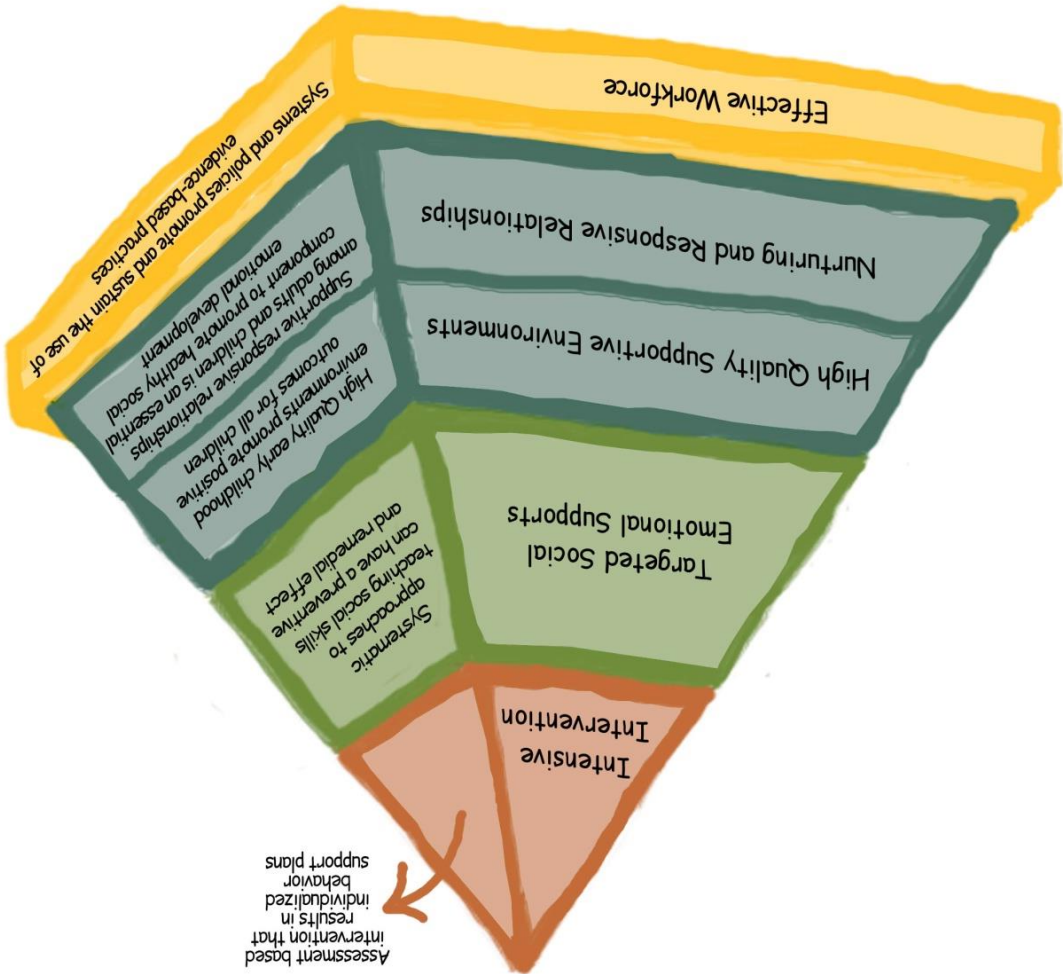 Assessment based
intervention that
results in
individualized
behavior
support plans
Intensive
Intervention
Targeted Social
Emotional Supports
Systematic
approaches to
teaching social skills
can have a preventive
and remedial effect
High Quality Supportive Environments
High Quality early childhood
environments promote positive
outcomes for all children
Nurturing and Responsive Relationships
Supportive responsive relationships
among adults and children is an essential
component to promote healthy social
emotional development
Effective Workforce
Systems and policies promote and sustain the use of
evidence-based practices